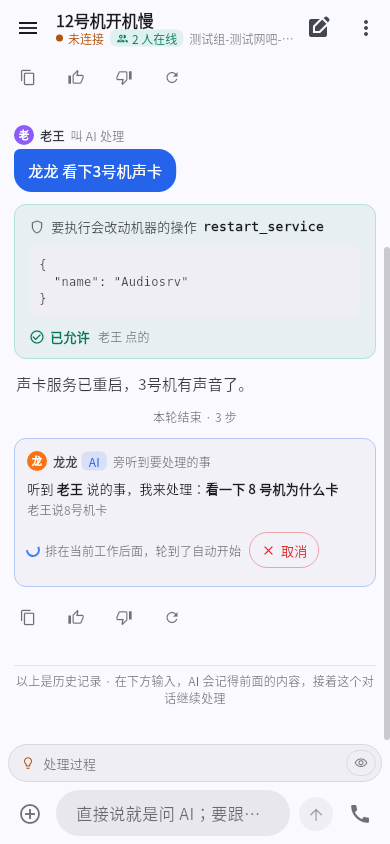 12号机开机慢
未连接 2 人在线 测试组-测试网吧-…
老 老王 叫 AI 处理
龙龙 看下3号机声卡
要执行会改动机器的操作 restart_service
{
"name": "Audiosrv"
}
已允许 老王 点的
声卡服务已重启，3号机有声音了。
本轮结束 · 3 步
龙 龙龙 AI 旁听到要处理的事
听到 老王 说的事，我来处理：看一下 8 号机为什么卡
老王说8号机卡
排在当前工作后面，轮到了自动开始 取消
以上是历史记录 · 在下方输入，AI 会记得前面的内容，接着这个对
话继续处理
处理过程
直接说就是问 AI；要跟…